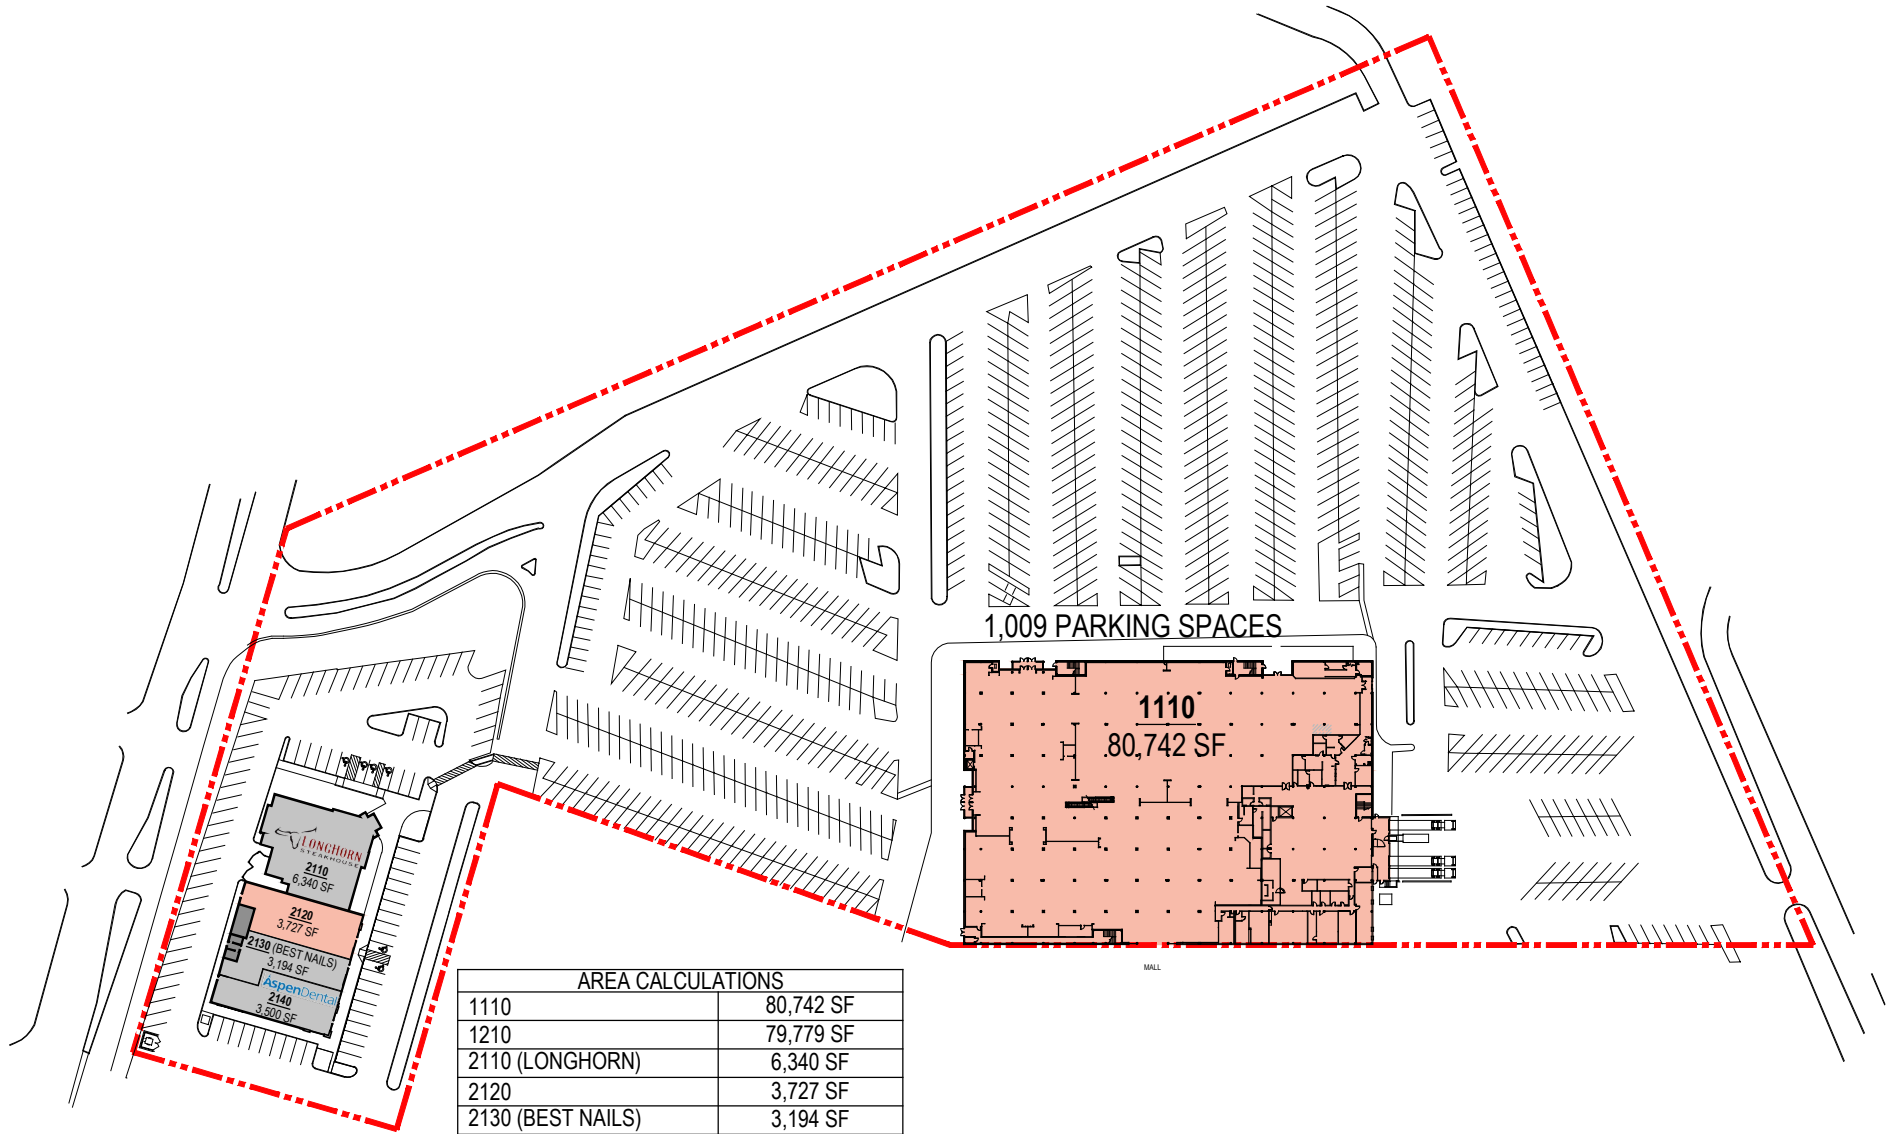 1,009 PARKING SPACES
1110
80,742 SF
LONGHORN
STEAKHOUSE
2110
6,340 SF
2120
3,727 SF
2130 (BEST NAILS)
3,194 SF
AspenDental
2140
3,500 SF
MALL
AREA CALCULATIONS
1110 80,742 SF
1210 79,779 SF
2110 (LONGHORN) 6,340 SF
2120 3,727 SF
2130 (BEST NAILS) 3,194 SF